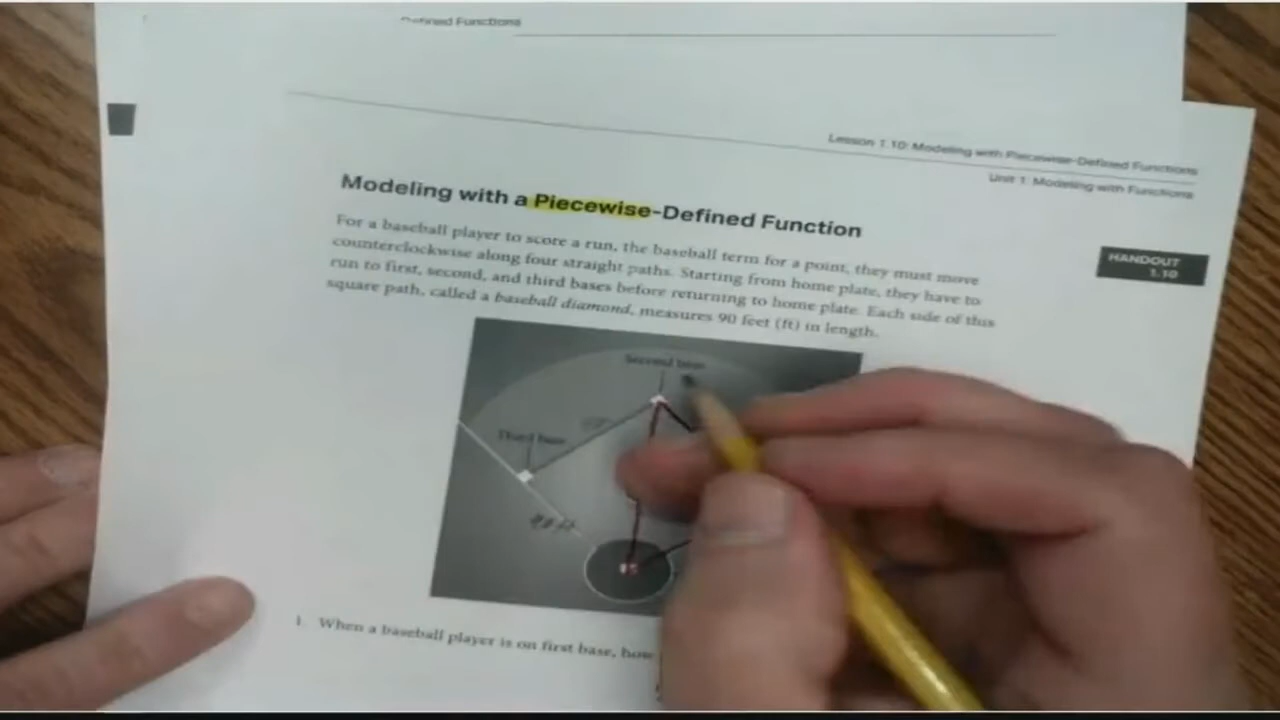 Defined Functions
Lesson 1.10: Modeling with Piecewise-Defined Functions
Unit 1: Modeling with Functions
HANDOUT
1.10
Modeling with a Piecewise-Defined Function
For a baseball player to score a run, the baseball term for a point, they must move
counterclockwise along four straight paths. Starting from home plate, they have to
run to first, second, and third bases before returning to home plate. Each side of this
square path, called a baseball diamond, measures 90 feet (ft) in length.
Second base
Third base
90 ft
1. When a baseball player is on first base, how